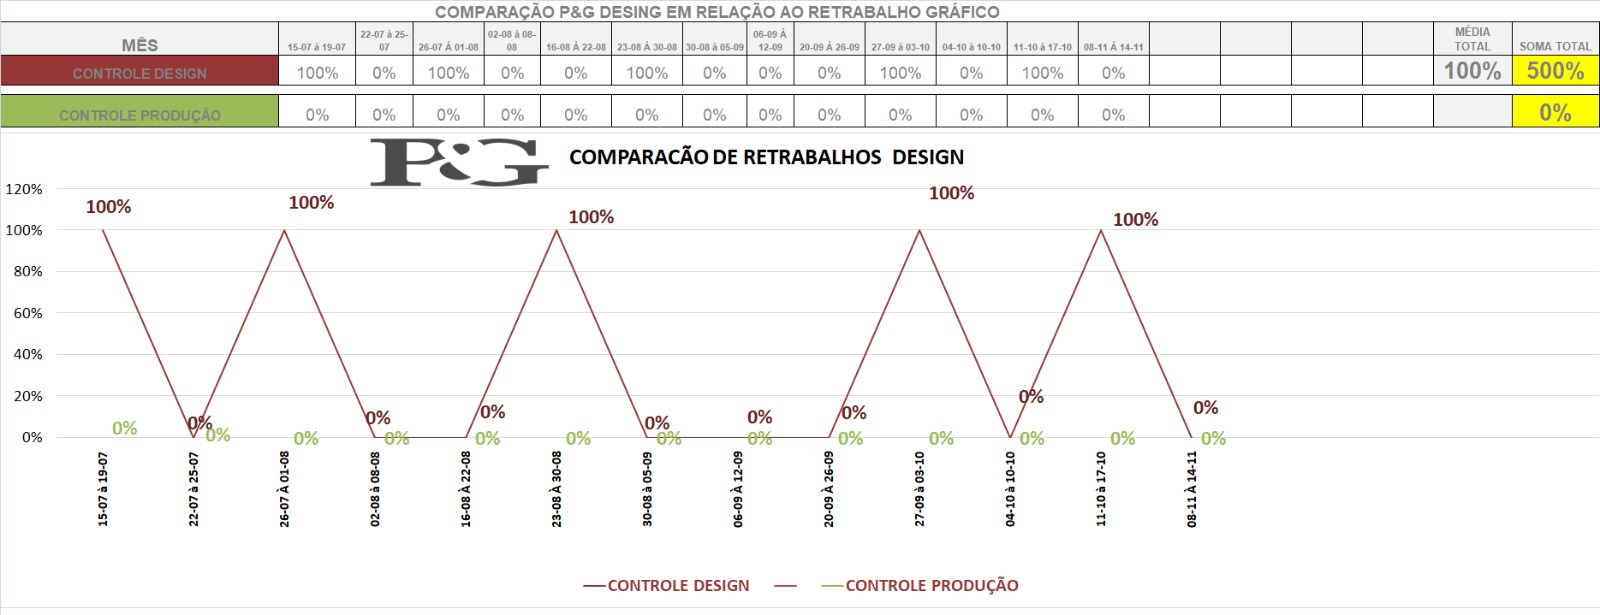 COMPARAÇÃO P&G DESING EM RELAÇÃO AO RETRABALHO GRÁFICO
MÊS 15-07 à 19-07 22-07 à 25-07 26-07 À 01-08 02-08 à 08-08 16-08 À 22-08 23-08 À 30-08 30-08 à 05-09 06-09 À 12-09 20-09 À 26-09 27-09 à 03-10 04-10 à 10-10 11-10 à 17-10 08-11 À 14-11 MÉDIA TOTAL SOMA TOTAL
CONTROLE DESIGN 100% 0% 100% 0% 0% 100% 0% 0% 0% 100% 0% 100% 0% 100% 500%
CONTROLE PRODUÇÃO 0% 0% 0% 0% 0% 0% 0% 0% 0% 0% 0% 0% 0% 0%
P&G COMPARACÃO DE RETRABALHOS DESIGN
120%
100%
80%
60%
40%
20%
0%
100% 0% 100% 0% 0% 100% 0% 0% 0% 100% 0% 100% 0%
0% 0% 0% 0% 0% 0% 0% 0% 0% 0% 0% 0% 0%
15-07 à 19-07
22-07 à 25-07
26-07 À 01-08
02-08 à 08-08
16-08 À 22-08
23-08 À 30-08
30-08 à 05-09
06-09 À 12-09
20-09 À 26-09
27-09 à 03-10
04-10 à 10-10
11-10 à 17-10
08-11 À 14-11
CONTROLE DESIGN CONTROLE PRODUÇÃO